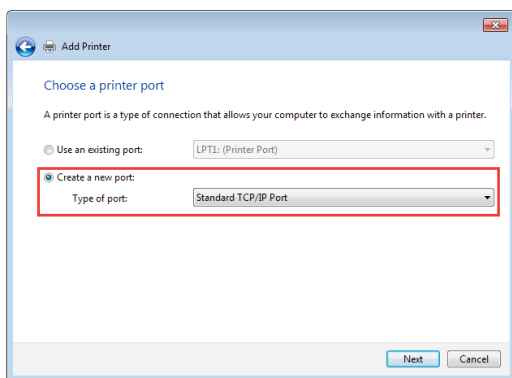 Add Printer
Choose a printer port
A printer port is a type of connection that allows your computer to exchange information with a printer.
Use an existing port: LPT1: (Printer Port)
Create a new port:
Type of port: Standard TCP/IP Port
Next Cancel